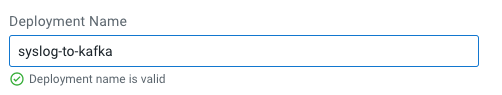 Deployment Name
syslog-to-kafka
Deployment name is valid